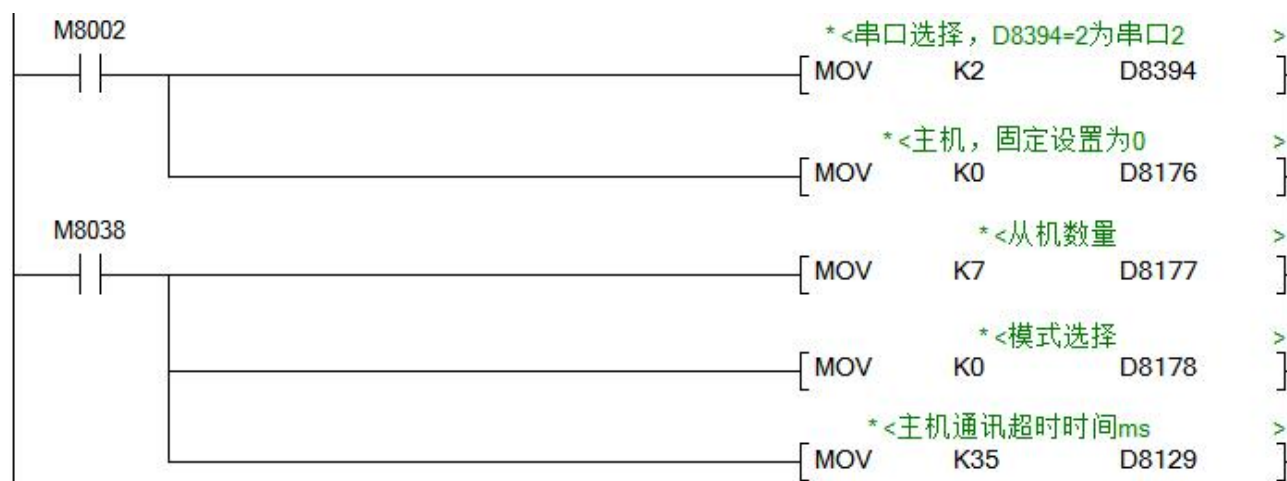 M8002
*<串口选择，D8394=2为串口2 >
[ MOV K2 D8394 ]
*<主机，固定设置为0 >
[ MOV K0 D8176 ]
M8038
*<从机数量 >
[ MOV K7 D8177 ]
*<模式选择 >
[ MOV K0 D8178 ]
*<主机通讯超时时间ms >
[ MOV K35 D8129 ]